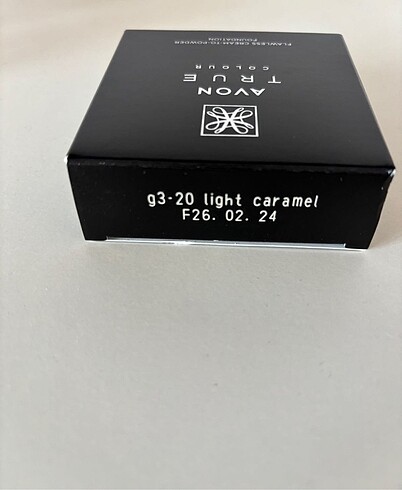 FLAWLESS CREAM-TO-POWDER
FOUNDATION
AVON
TRUE
COLOUR
g3-20 light caramel
F26. 02. 24